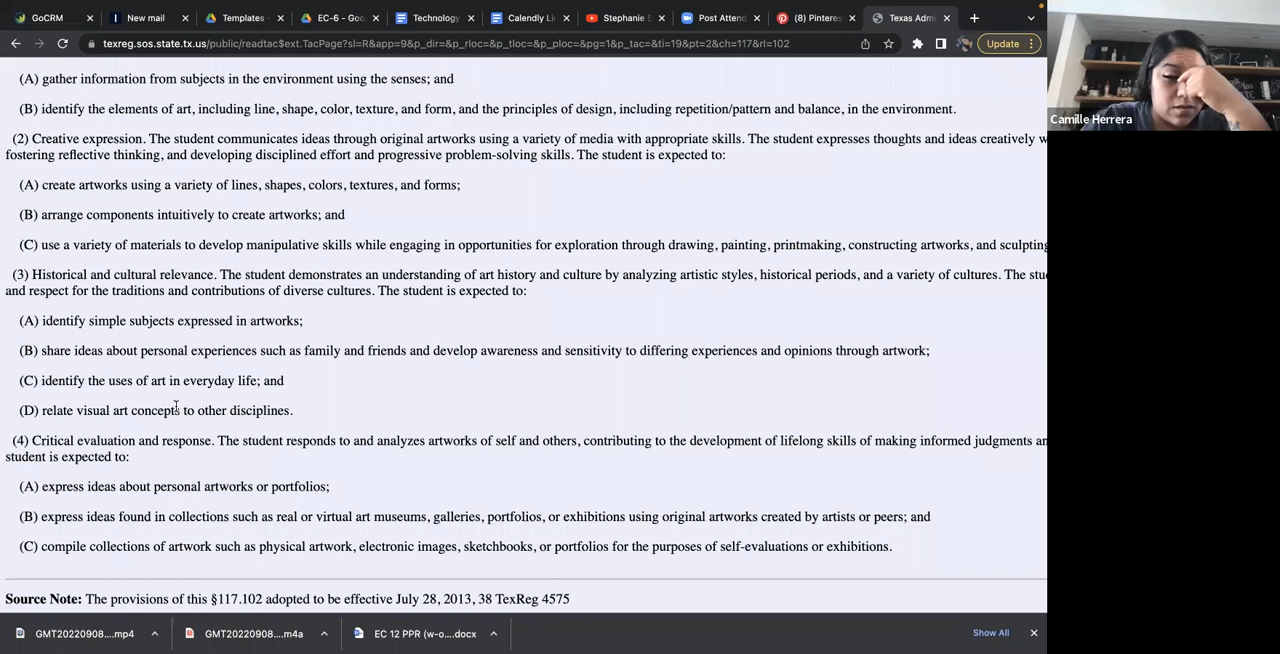 GoCRM
New mail
Templates -
EC-6 - Goo
Technology
Calendly Li
Stephanie S
Post Attend
(8) Pinteres
Texas Admi
texreg.sos.state.tx.us/public/readtac$ext.TacPage?sl=R&app=9&p_dir=&p_rloc=&p_tloc=&p_ploc=&pg=1&p_tac=&ti=19&pt=2&ch=117&rl=102
Update
(A) gather information from subjects in the environment using the senses; and
(B) identify the elements of art, including line, shape, color, texture, and form, and the principles of design, including repetition/pattern and balance, in the environment.
(2) Creative expression. The student communicates ideas through original artworks using a variety of media with appropriate skills. The student expresses thoughts and ideas creatively w
fostering reflective thinking, and developing disciplined effort and progressive problem-solving skills. The student is expected to:
(A) create artworks using a variety of lines, shapes, colors, textures, and forms;
(B) arrange components intuitively to create artworks; and
(C) use a variety of materials to develop manipulative skills while engaging in opportunities for exploration through drawing, painting, printmaking, constructing artworks, and sculpting
(3) Historical and cultural relevance. The student demonstrates an understanding of art history and culture by analyzing artistic styles, historical periods, and a variety of cultures. The stu
and respect for the traditions and contributions of diverse cultures. The student is expected to:
(A) identify simple subjects expressed in artworks;
(B) share ideas about personal experiences such as family and friends and develop awareness and sensitivity to differing experiences and opinions through artwork;
(C) identify the uses of art in everyday life; and
(D) relate visual art concepts to other disciplines.
(4) Critical evaluation and response. The student responds to and analyzes artworks of self and others, contributing to the development of lifelong skills of making informed judgments an
student is expected to:
(A) express ideas about personal artworks or portfolios;
(B) express ideas found in collections such as real or virtual art museums, galleries, portfolios, or exhibitions using original artworks created by artists or peers; and
(C) compile collections of artwork such as physical artwork, electronic images, sketchbooks, or portfolios for the purposes of self-evaluations or exhibitions.
Source Note: The provisions of this §117.102 adopted to be effective July 28, 2013, 38 TexReg 4575
GMT20220908....mp4
GMT20220908....m4a
EC 12 PPR (w-o....docx
Show All
Camille Herrera